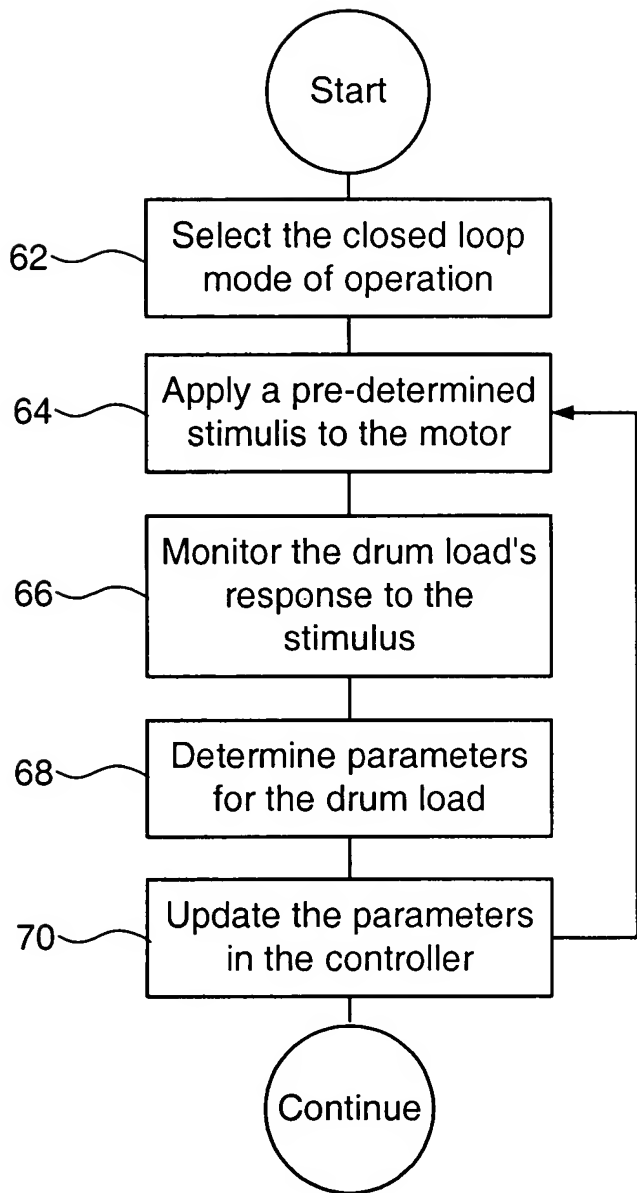 Start
62
Select the closed loop
mode of operation
64
Apply a pre-determined
stimulis to the motor
66
Monitor the drum load's
response to the
stimulus
68
Determine parameters
for the drum load
70
Update the parameters
in the controller
Continue